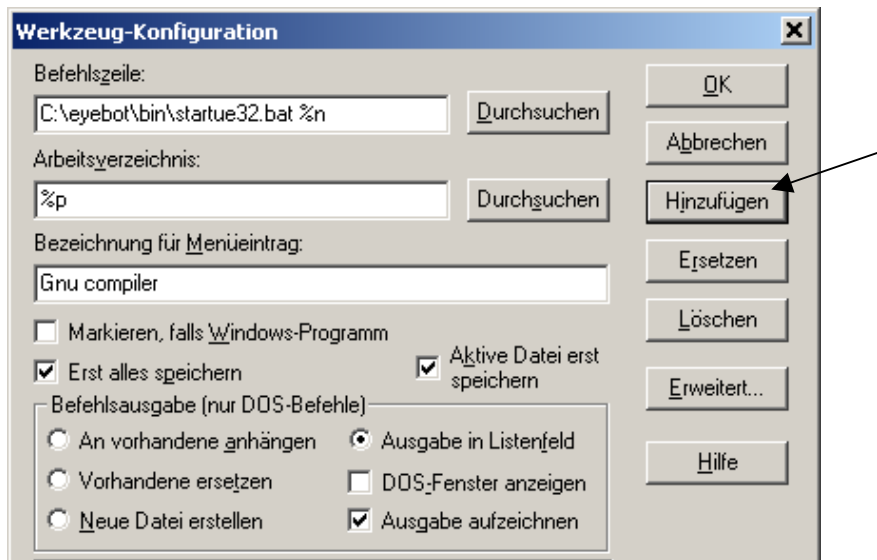 Werkzeug-Konfiguration
Befehlszeile:
C:\eyebot\bin\startue32.bat %n
Durchsuchen
Arbeitsverzeichnis:
%p
Durchsuchen
Bezeichnung für Menüeintrag:
Gnu compiler
Markieren, falls Windows-Programm
Erst alles speichern
Aktive Datei erst
speichern
Befehlsausgabe (nur DOS-Befehle)
An vorhandene anhängen
Ausgabe in Listenfeld
Vorhandene ersetzen
DOS-Fenster anzeigen
Neue Datei erstellen
Ausgabe aufzeichnen
OK
Abbrechen
Hinzufügen
Ersetzen
Löschen
Erweitert...
Hilfe